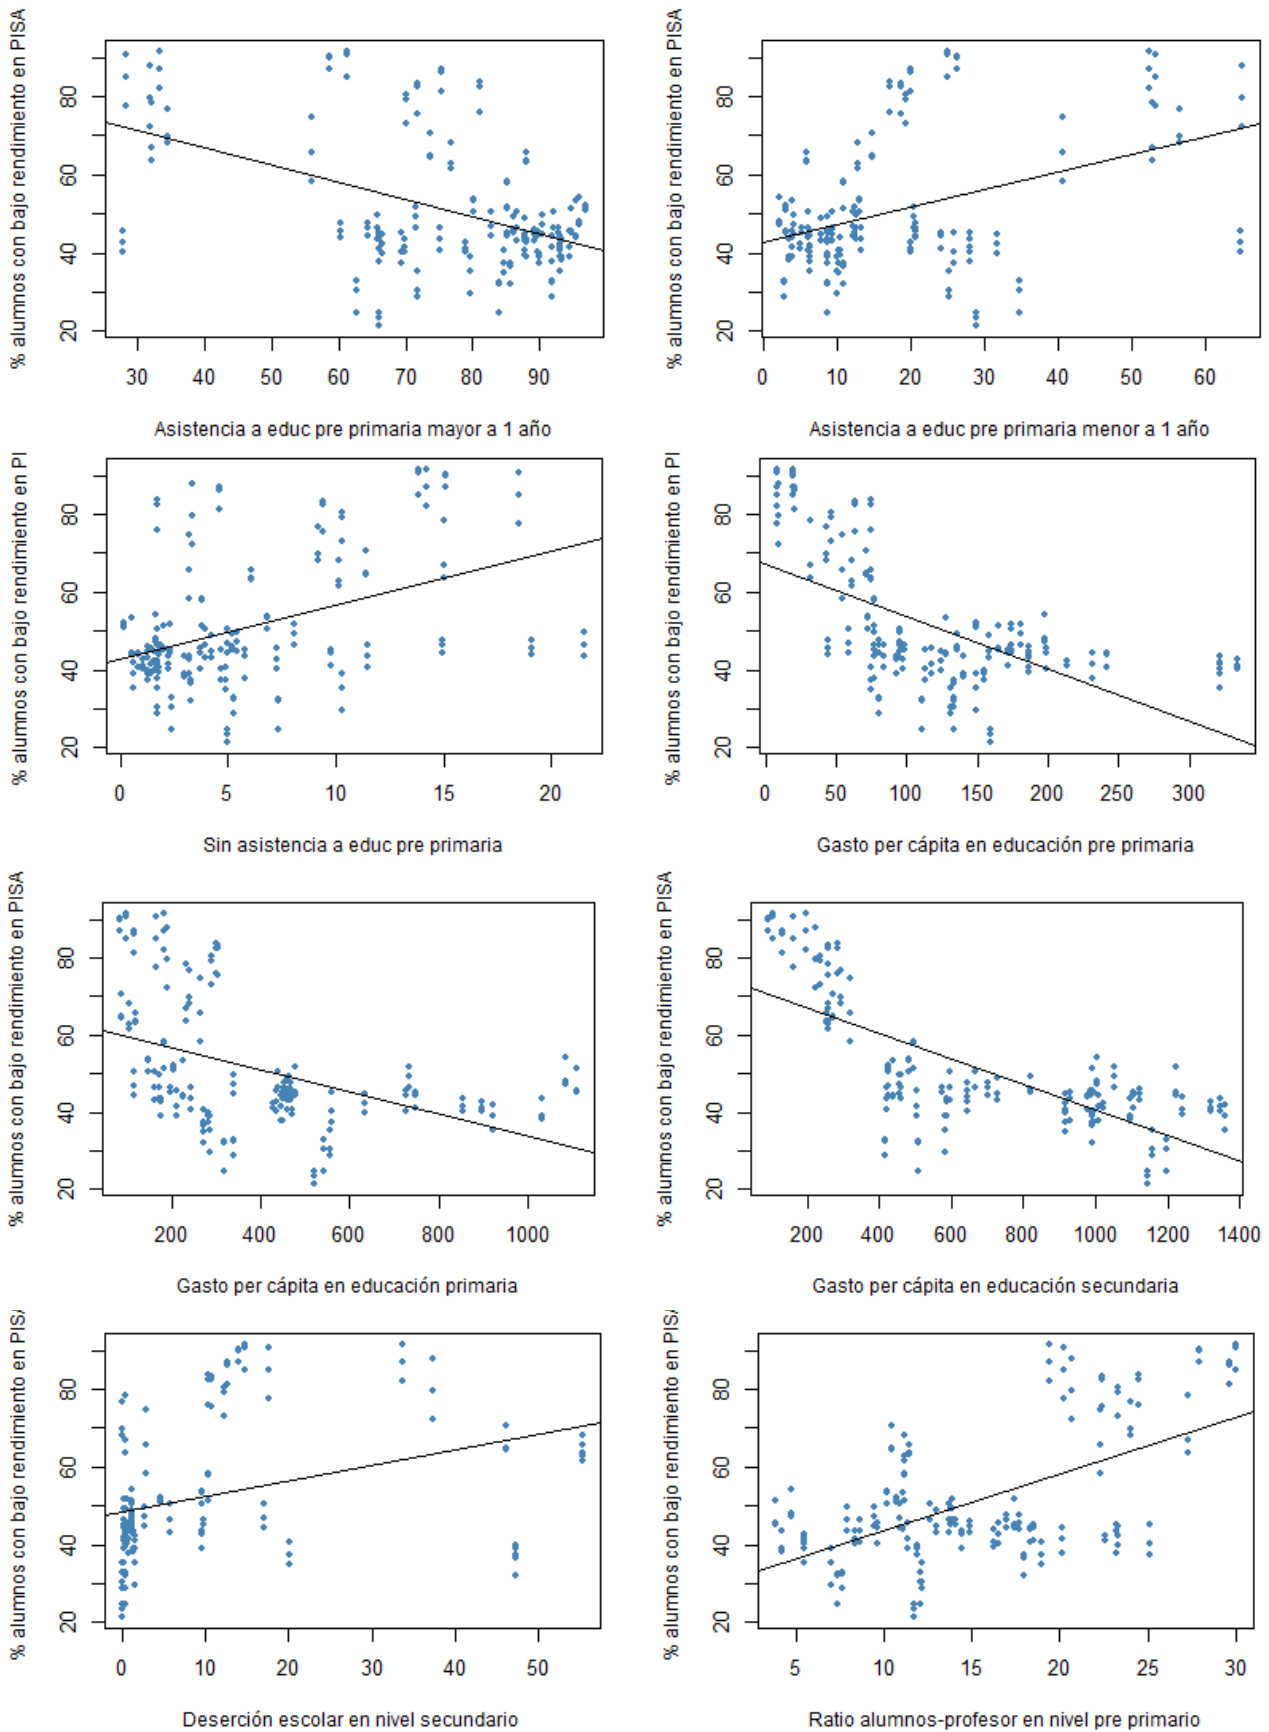 % alumnos con bajo rendimiento en PISA
80
60
40
20
30 40 50 60 70 80 90
Asistencia a educ pre primaria mayor a 1 año
% alumnos con bajo rendimiento en PISA
80
60
40
20
0 10 20 30 40 50 60
Asistencia a educ pre primaria menor a 1 año
% alumnos con bajo rendimiento en PI
80
60
40
20
0 5 10 15 20
Sin asistencia a educ pre primaria
% alumnos con bajo rendimiento en PI
80
60
40
20
0 50 100 150 200 250 300
Gasto per cápita en educación pre primaria
% alumnos con bajo rendimiento en PISA
80
60
40
20
200 400 600 800 1000
Gasto per cápita en educación primaria
% alumnos con bajo rendimiento en PISA
80
60
40
20
200 400 600 800 1000 1200 1400
Gasto per cápita en educación secundaria
% alumnos con bajo rendimiento en PISA
80
60
40
20
0 10 20 30 40 50
Deserción escolar en nivel secundario
% alumnos con bajo rendimiento en PISA
80
60
40
20
5 10 15 20 25 30
Ratio alumnos-profesor en nivel pre primario